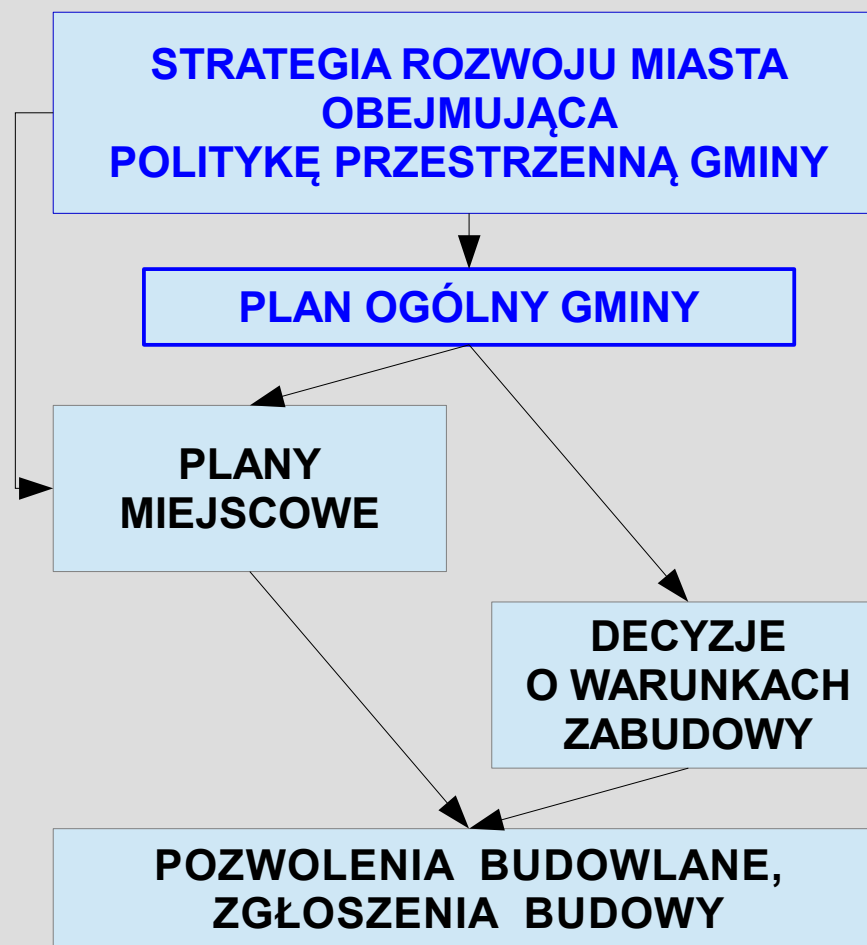 STRATEGIA ROZWOJU MIASTA
OBEJMUJĄCA
POLITYKĘ PRZESTRZENNĄ GMINY
PLAN OGÓLNY GMINY
PLANY
MIEJSCOWE
DECYZJE
O WARUNKACH
ZABUDOWY
POZWOLENIA BUDOWLANE,
ZGŁOSZENIA BUDOWY